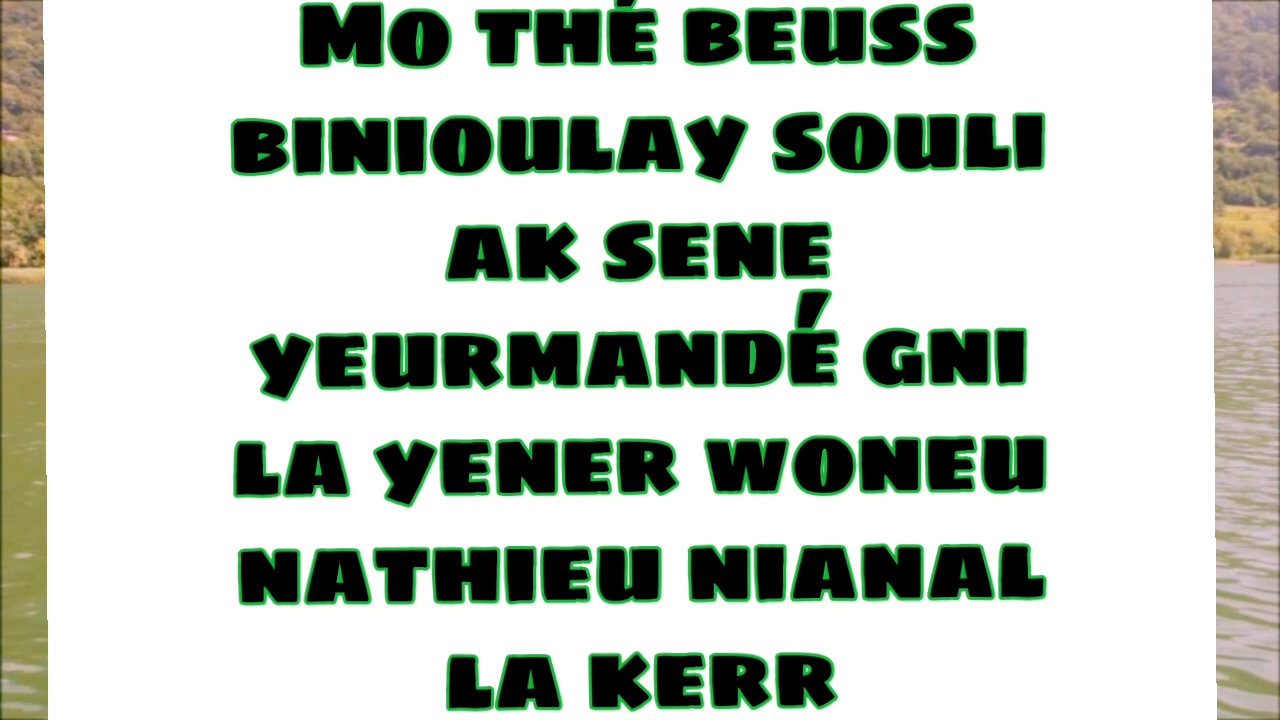 Mo thé beuss
binioulay souli
ak sene
yeurmandé gni
la yener woneu
nathieu nianal
la kerr